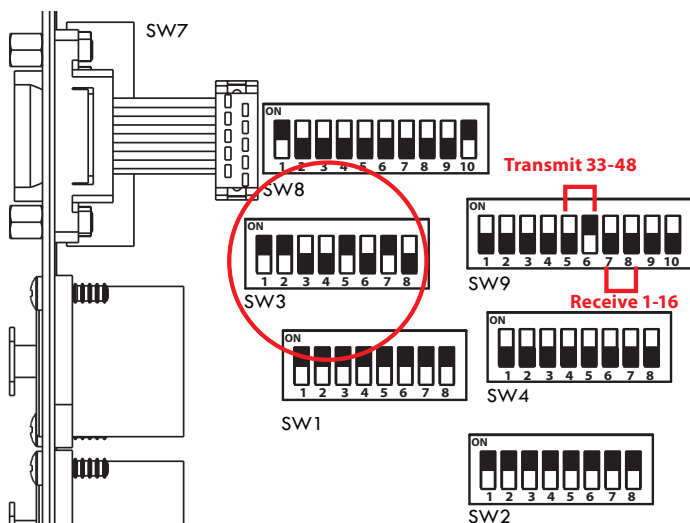 SW7
ON
1 2 3 4 5 6 7 8 9 10
SW8
Transmit 33-48
ON
1 2 3 4 5 6 7 8 9 10
SW9
Receive 1-16
ON
1 2 3 4 5 6 7 8
SW3
ON
1 2 3 4 5 6 7 8
SW4
ON
1 2 3 4 5 6 7 8
SW1
ON
1 2 3 4 5 6 7 8
SW2